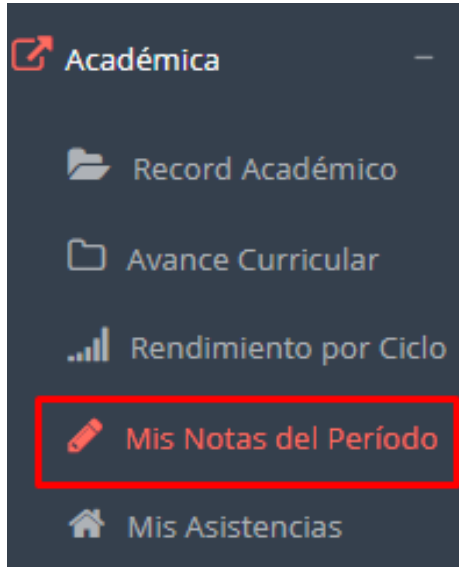 Académica
Record Académico
Avance Curricular
Rendimiento por Ciclo
Mis Notas del Período
Mis Asistencias